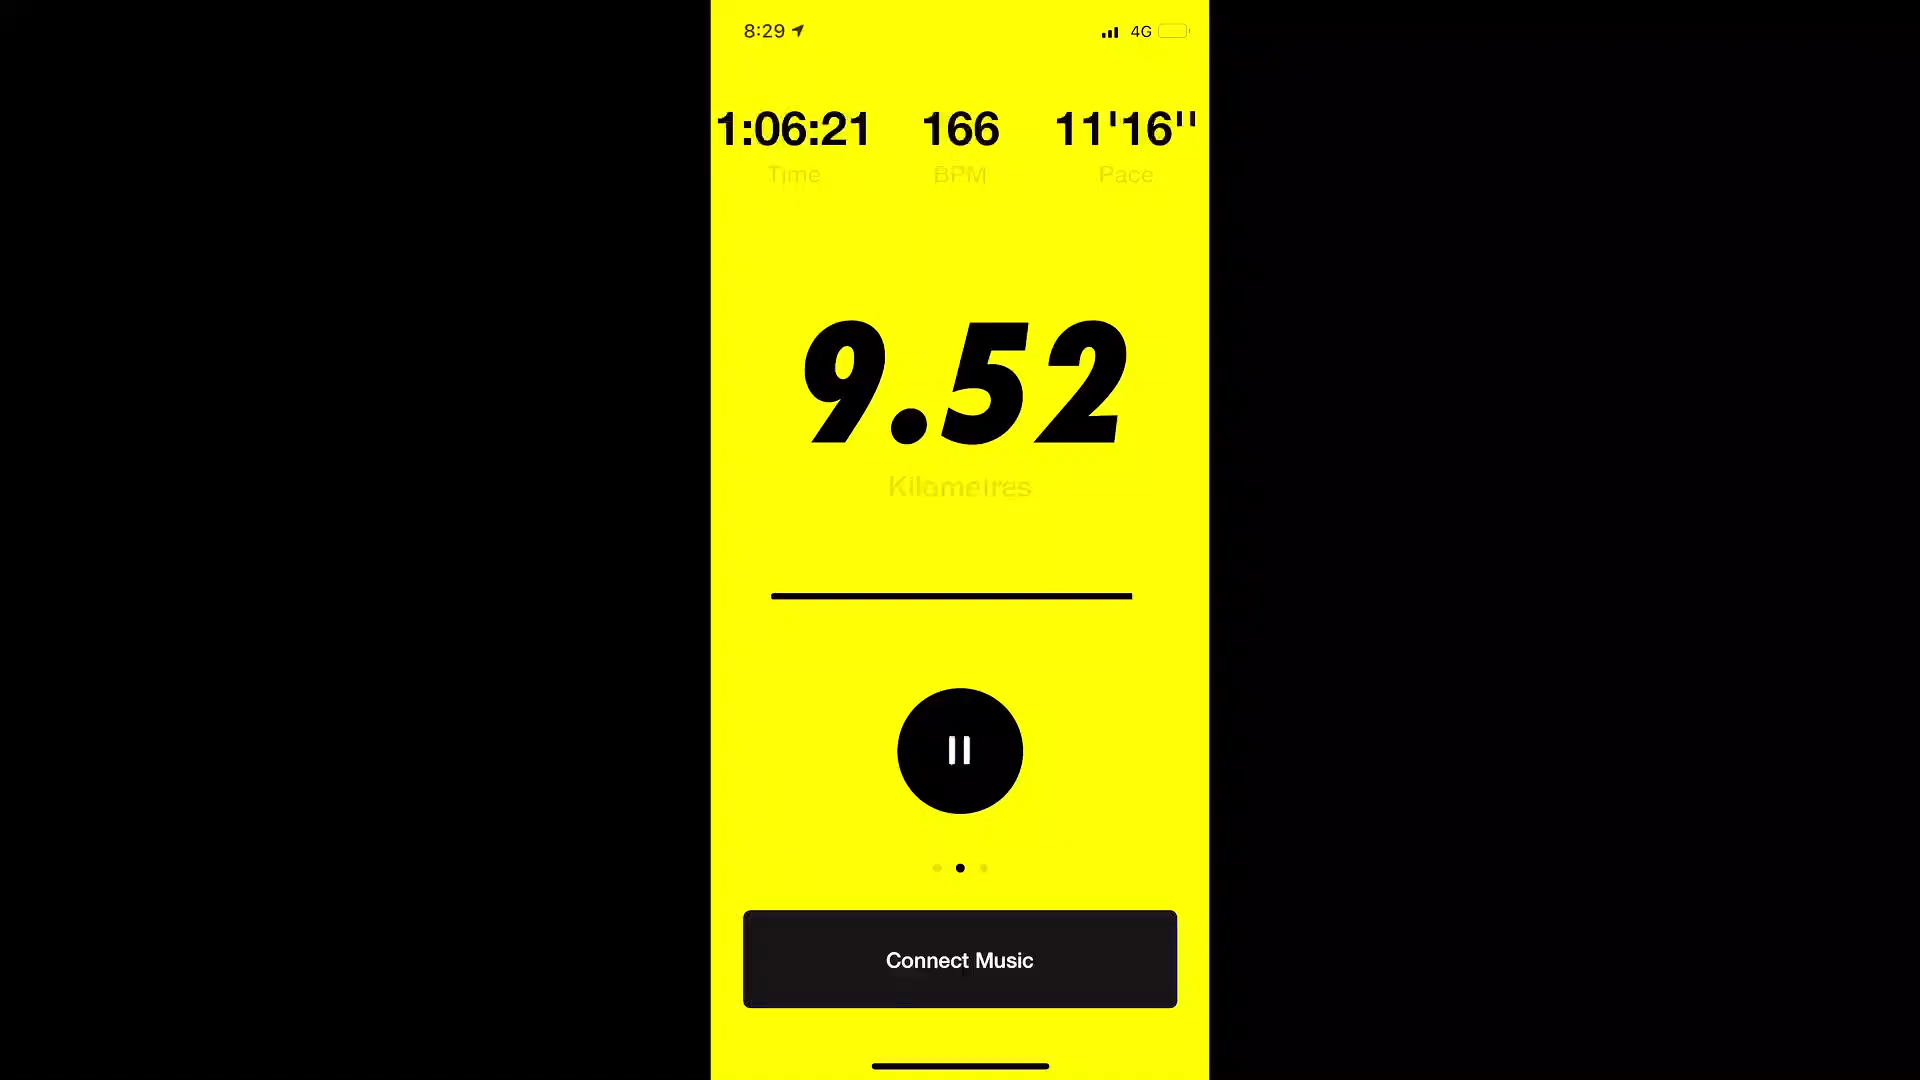 8:29 4G
1:06:21 166 11'16''
Time BPM Pace
9.52
Kilometres
Connect Music